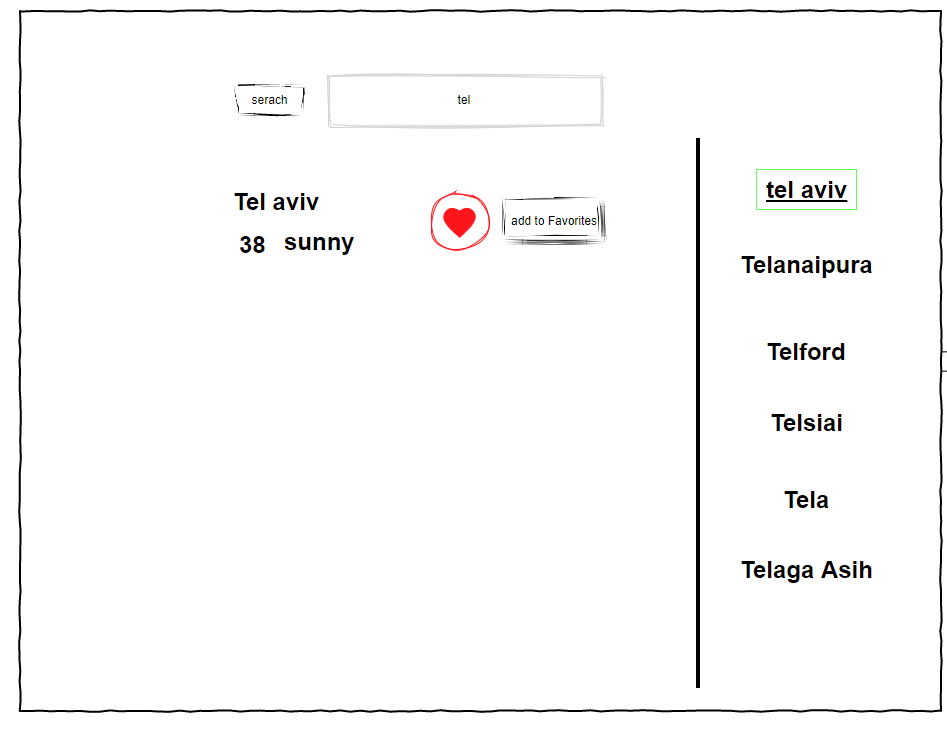 serach
tel
Tel aviv
38 sunny
add to Favorites
tel aviv
Telanaipura
Telford
Telsiai
Tela
Telaga Asih